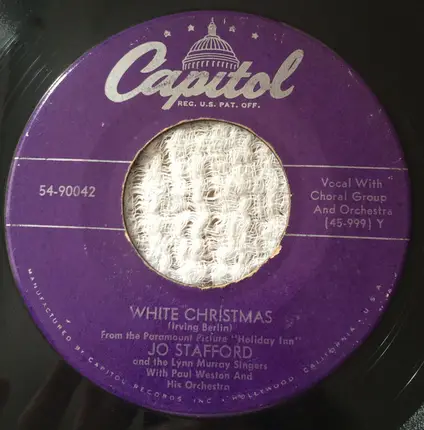 Capitol
REG. U.S. PAT. OFF.
54-90042
Vocal With
Choral Group
And Orchestra
(45-999) Y
WHITE CHRISTMAS
(Irving Berlin)
From the Paramount Picture "Holiday Inn"
JO STAFFORD
and the Lynn Murray Singers
With Paul Weston And
His Orchestra
MANUFACTURED BY CAPITOL RECORDS INC. • HOLLYWOOD CALIFORNIA, U.S.A.